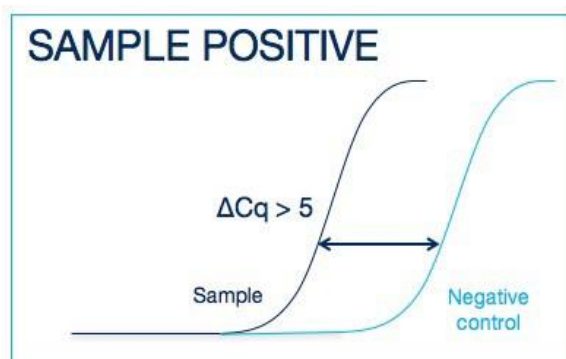 SAMPLE POSITIVE
ΔCq > 5
Sample
Negative
control